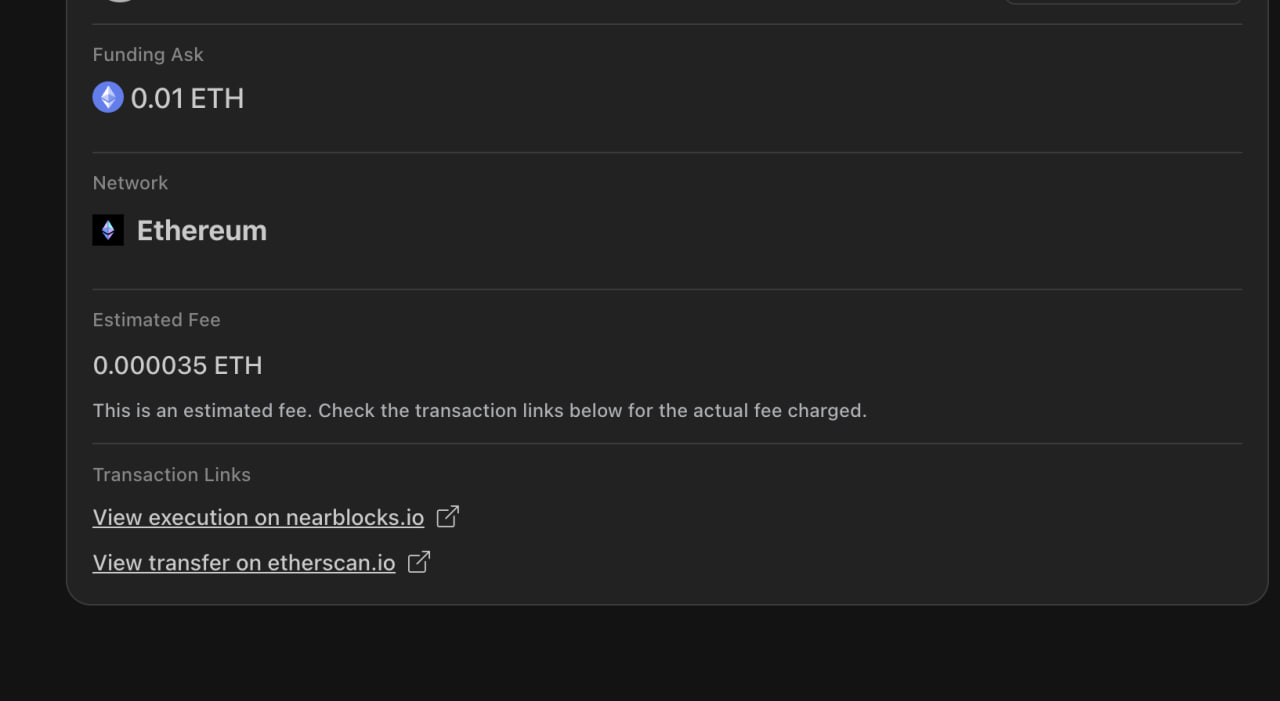 Funding Ask
0.01 ETH
Network
Ethereum
Estimated Fee
0.000035 ETH
This is an estimated fee. Check the transaction links below for the actual fee charged.
Transaction Links
View execution on nearblocks.io
View transfer on etherscan.io